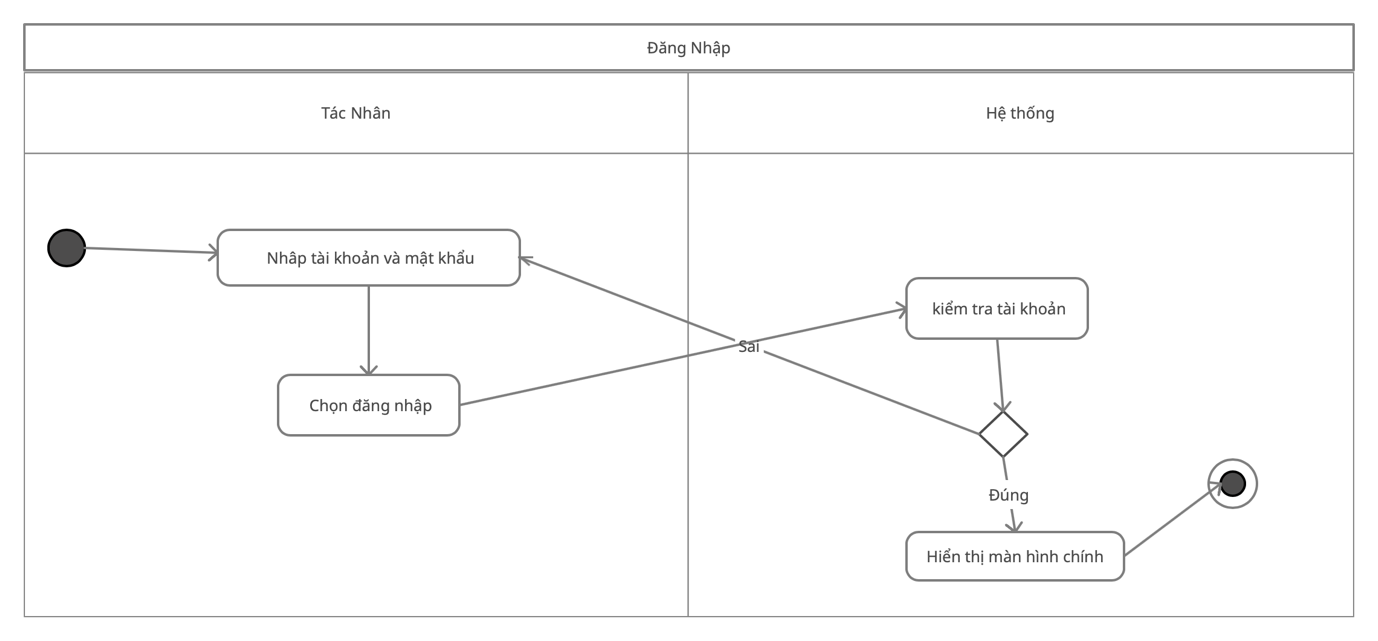 Đăng Nhập
Tác Nhân
Hệ thống
Nhâp tài khoản và mật khẩu
kiểm tra tài khoản
Sai
Chọn đăng nhập
Đúng
Hiển thị màn hình chính